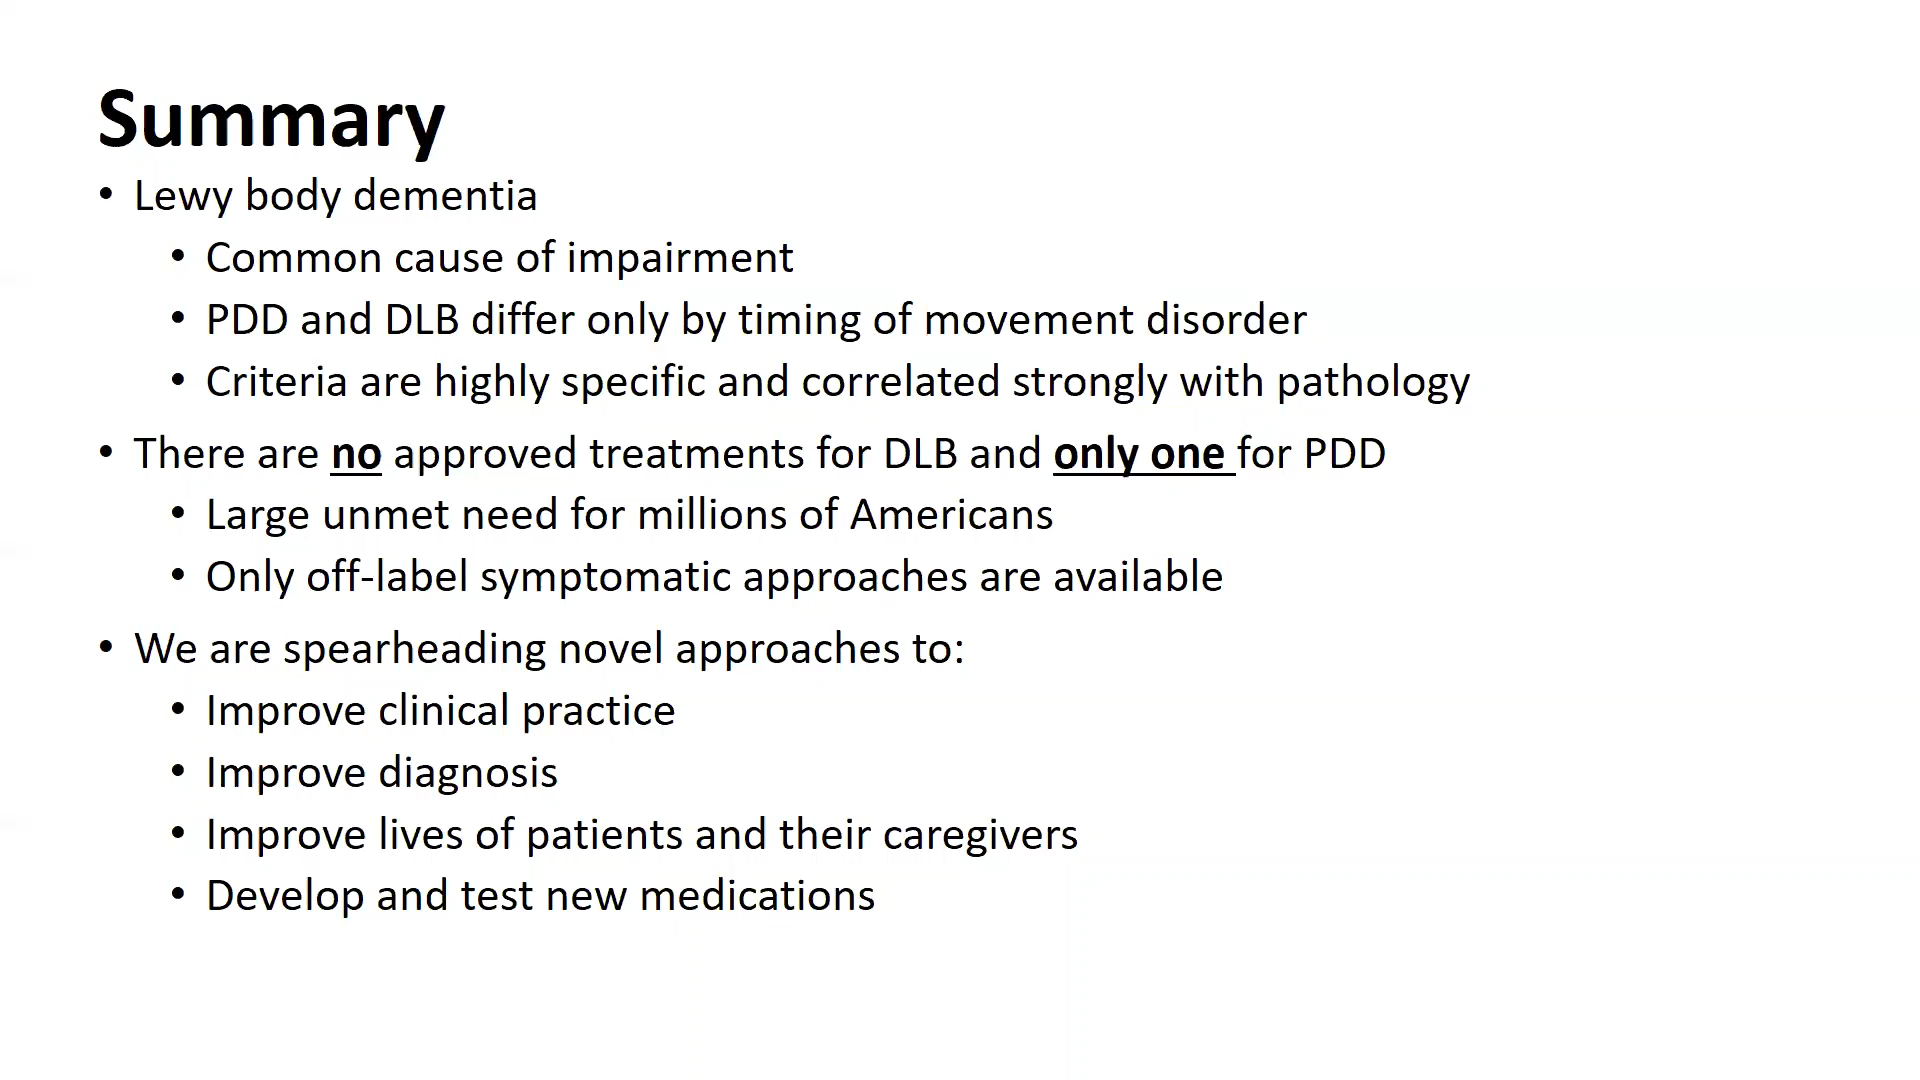 Summary
• Lewy body dementia
• Common cause of impairment
• PDD and DLB differ only by timing of movement disorder
• Criteria are highly specific and correlated strongly with pathology
• There are no approved treatments for DLB and only one for PDD
• Large unmet need for millions of Americans
• Only off-label symptomatic approaches are available
• We are spearheading novel approaches to:
• Improve clinical practice
• Improve diagnosis
• Improve lives of patients and their caregivers
• Develop and test new medications